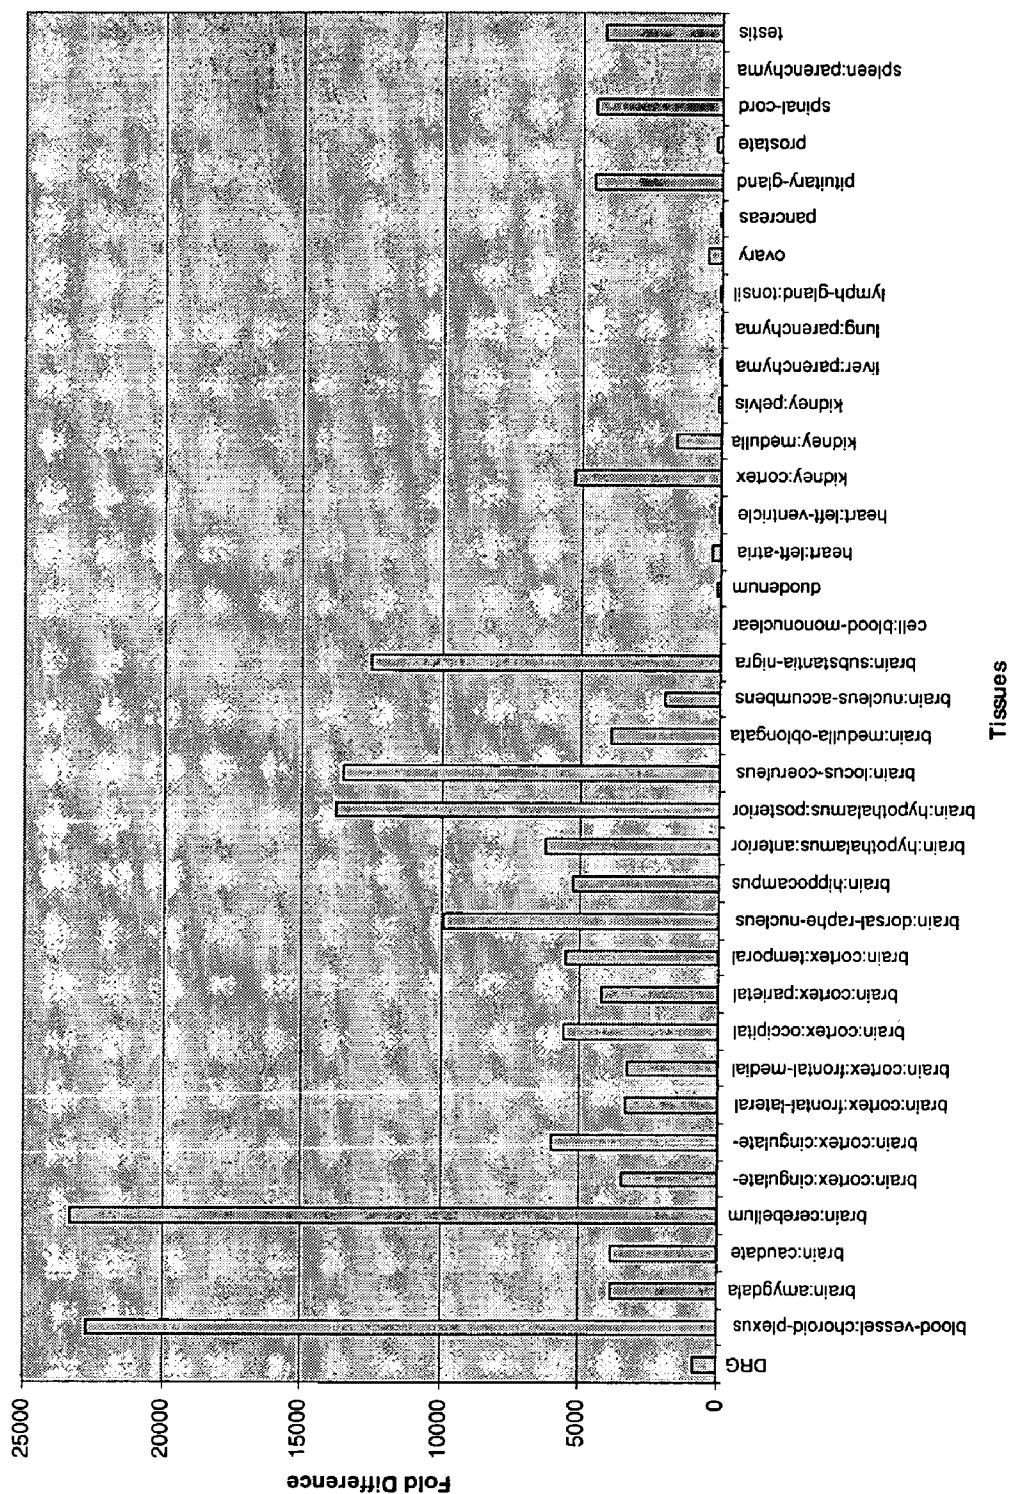 testis
spleen:parenchyma
spinal-cord
prostate
pituitary-gland
pancreas
ovary
lymph-gland:tonsil
lung:parenchyma
liver:parenchyma
kidney:pelvis
kidney:medulla
kidney:cortex
heart:left-ventricle
heart:left-atria
duodenum
cell:blood-mononuclear
brain:substantia-nigra
brain:nucleus-accumbens
brain:medulla-oblongata
brain:locus-coeruleus
brain:hypothalamus:posterior
brain:hypothalamus:anterior
brain:hippocampus
brain:dorsal-raphe-nucleus
brain:cortex:temporal
brain:cortex:parietal
brain:cortex:occipital
brain:cortex:frontal-medial
brain:cortex:frontal-lateral
brain:cortex:cingulate-
brain:cortex:cingulate-
brain:cerebellum
brain:caudate
brain:amygdala
blood-vessel:choroid-plexus
DRG
Tissues
25000
20000
15000
10000
5000
0
Fold Difference